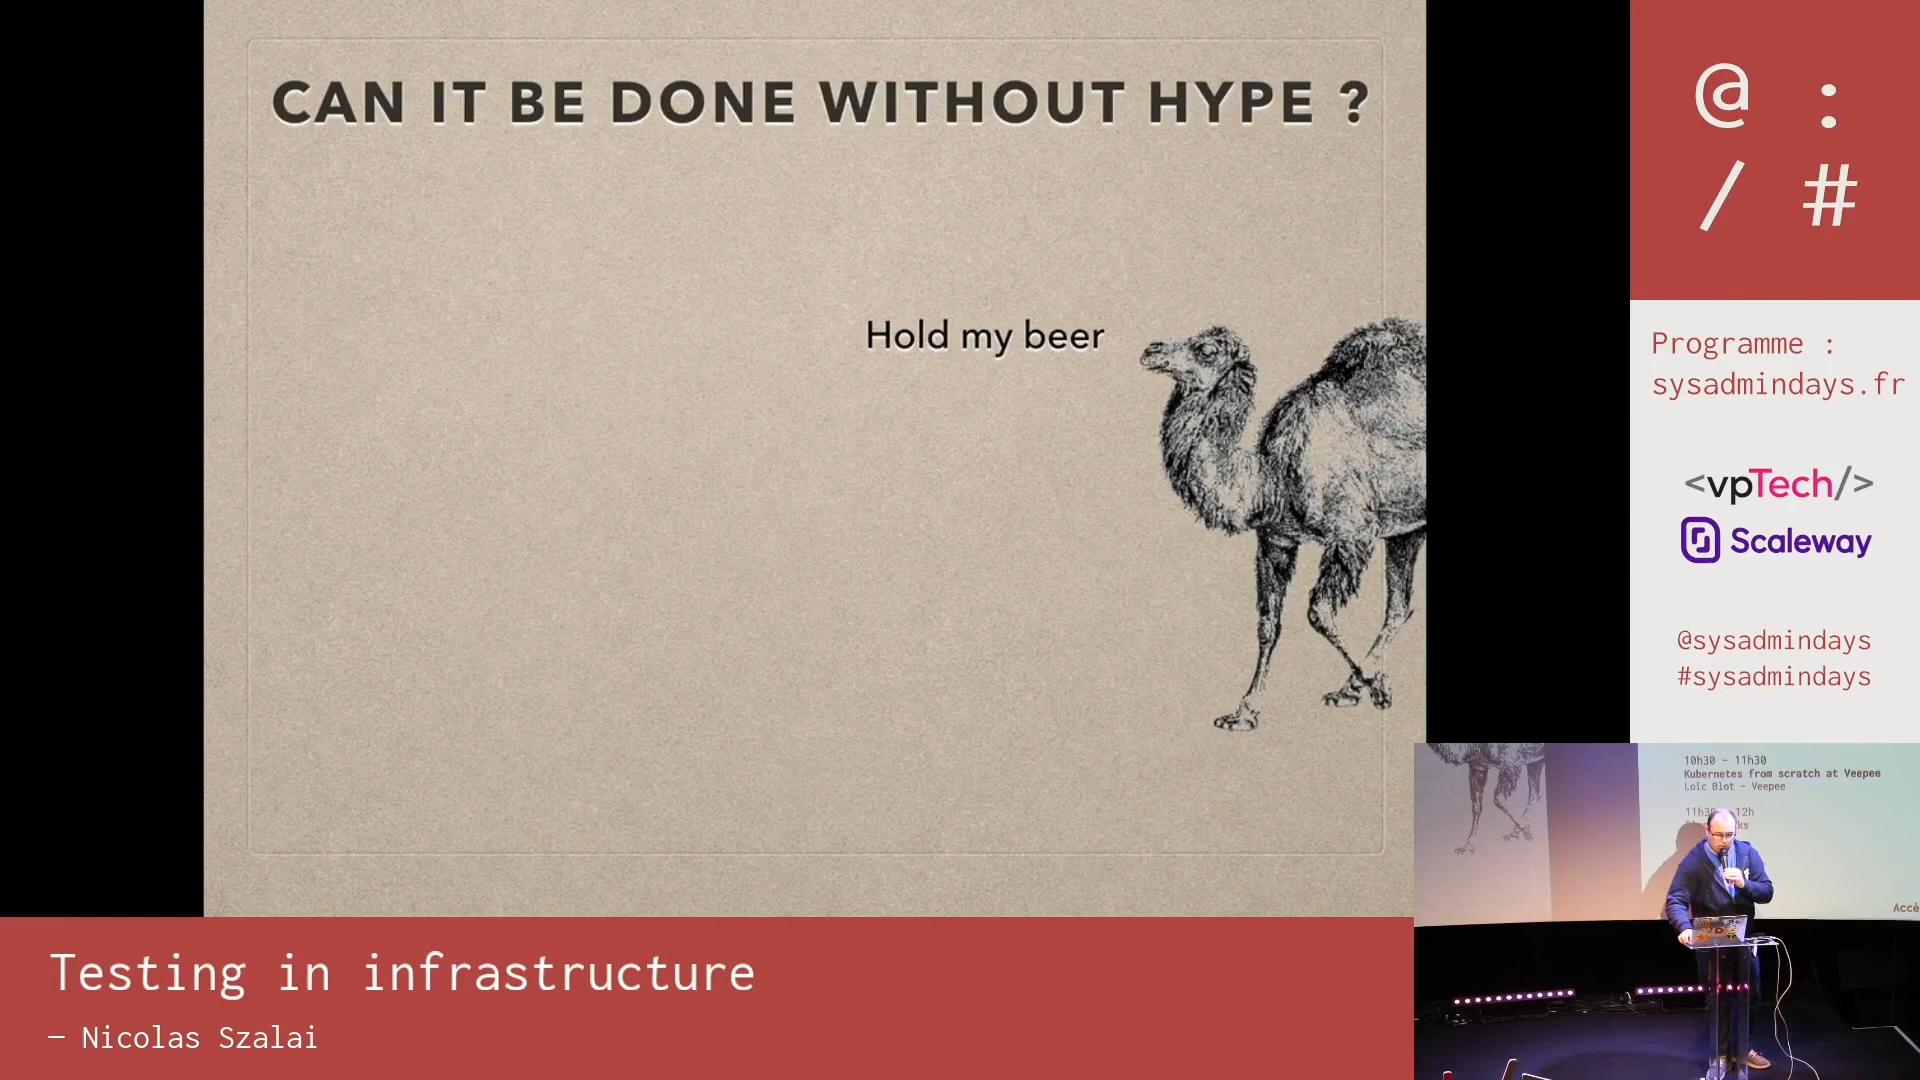 CAN IT BE DONE WITHOUT HYPE ?
Hold my beer
@ :
/ #
Programme :
sysadmindays.fr
<vpTech/>
Scaleway
@sysadmindays
#sysadmindays
10h30 - 11h30
Kubernetes from scratch at Veepee
Loïc Blot - Veepee
12h
Testing in infrastructure
— Nicolas Szalai